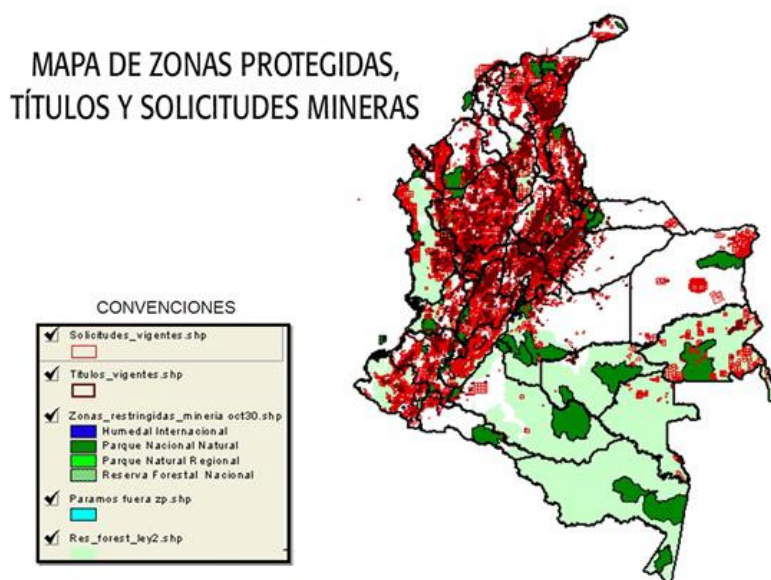 MAPA DE ZONAS PROTEGIDAS,
TÍTULOS Y SOLICITUDES MINERAS
CONVENCIONES
Solicitudes_vigentes.shp
Titulos_vigentes.shp
Zonas_restringidas_mineria oct30.shp
Humedal Internacional
Parque Nacional Natural
Parque Natural Regional
Reserva Forestal Nacional
Paramos fuera zp.shp
Res_forest_ley2.shp